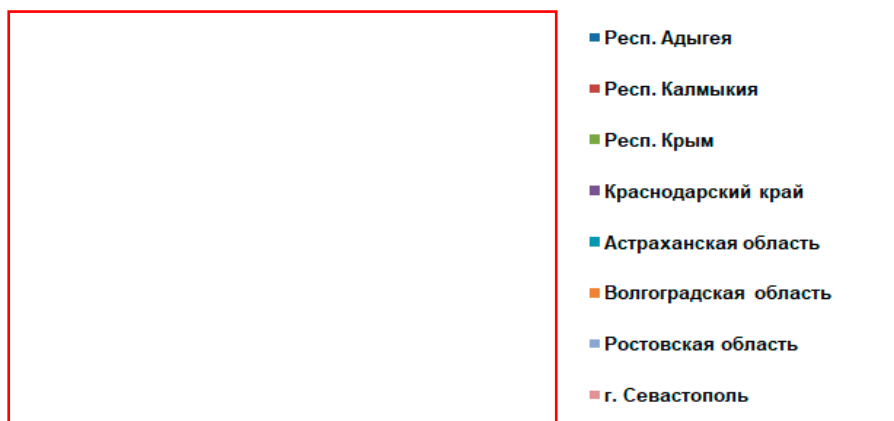 Респ. Адыгея
Респ. Калмыкия
Респ. Крым
Краснодарский край
Астраханская область
Волгоградская область
Ростовская область
г. Севастополь